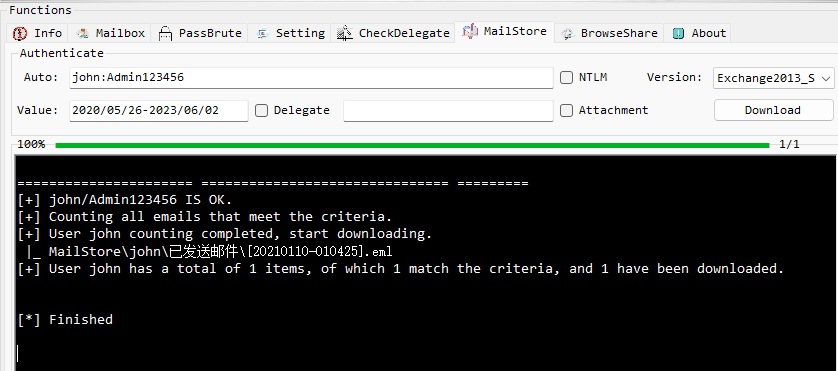 Functions
Info Mailbox PassBrute Setting CheckDelegate MailStore BrowseShare About
Authenticate
Auto: john:Admin123456 NTLM Version: Exchange2013_S
Value: 2020/05/26-2023/06/02 Delegate Attachment Download
100% 1/1
====================== =============================== =========
[+] john/Admin123456 IS OK.
[+] Counting all emails that meet the criteria.
[+] User john counting completed, start downloading.
|_ MailStore\john\已发送邮件\[20210110-010425].eml
[+] User john has a total of 1 items, of which 1 match the criteria, and 1 have been downloaded.
[*] Finished